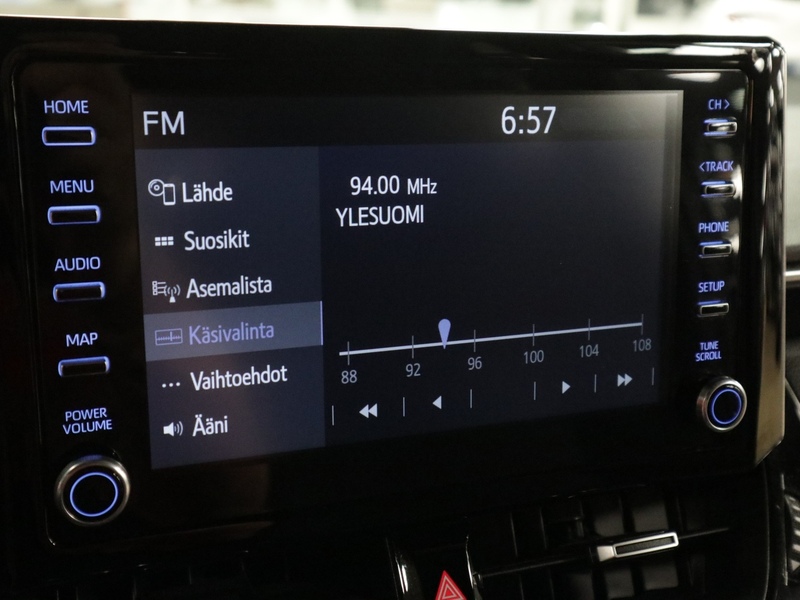 HOME
MENU
AUDIO
MAP
POWER
VOLUME
FM
6:57
Lähde
Suosikit
Asemalista
Käsivalinta
Vaihtoehdot
Ääni
94.00 MHz
YLESUOMI
88 92 96 100 104 108
CH >
< TRACK
PHONE
SETUP
TUNE
SCROLL